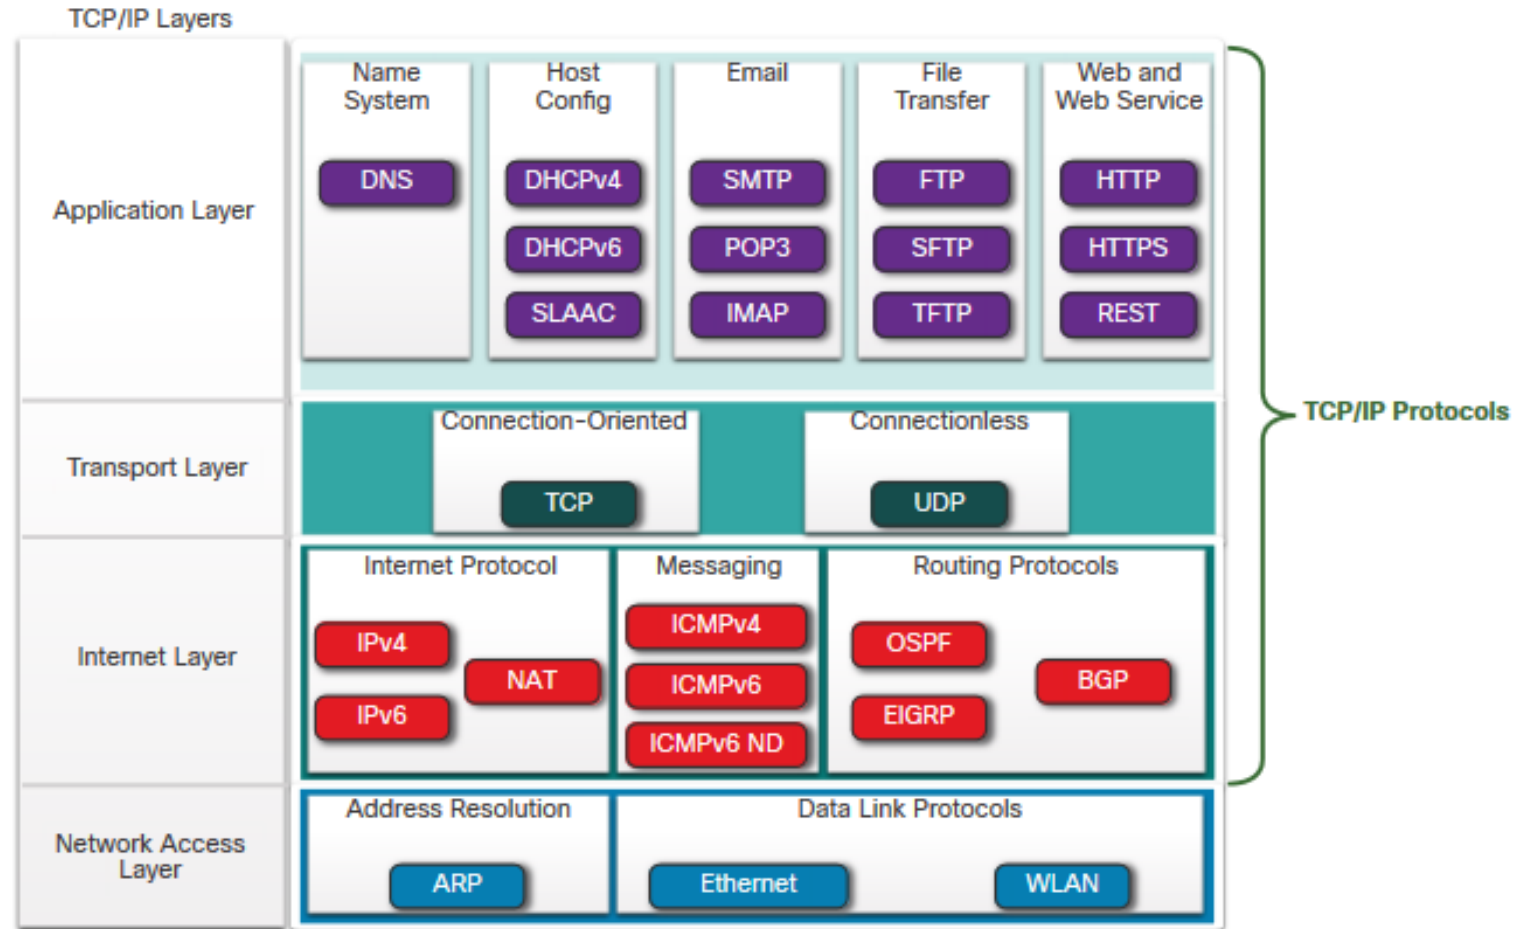 TCP/IP Layers
Application Layer
Name
System
DNS
Host
Config
DHCPv4
DHCPv6
SLAAC
Email
SMTP
POP3
IMAP
File
Transfer
FTP
SFTP
TFTP
Web and
Web Service
HTTP
HTTPS
REST
TCP/IP Protocols
Transport Layer
Connection-Oriented
TCP
Connectionless
UDP
Internet Layer
Internet Protocol
IPv4
IPv6
NAT
Messaging
ICMPv4
ICMPv6
ICMPv6 ND
Routing Protocols
OSPF
EIGRP
BGP
Network Access
Layer
Address Resolution
ARP
Data Link Protocols
Ethernet
WLAN